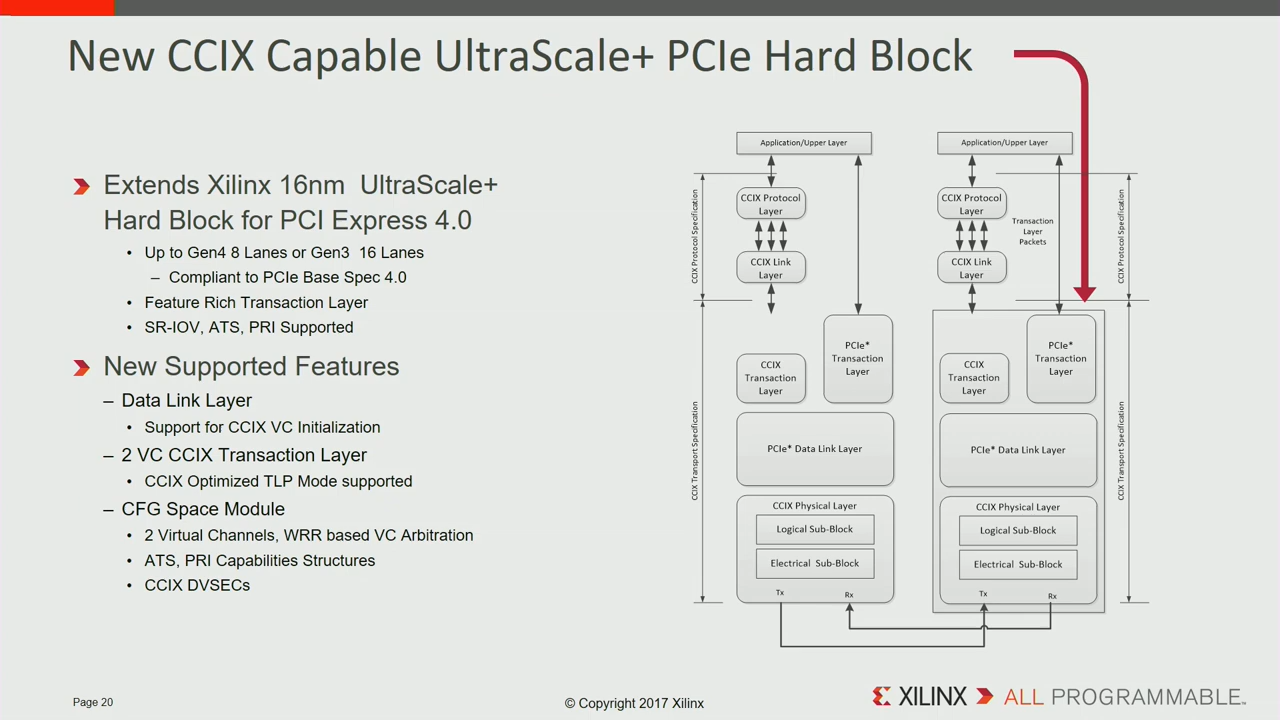 New CCIX Capable UltraScale+ PCIe Hard Block
Extends Xilinx 16nm UltraScale+
Hard Block for PCI Express 4.0
• Up to Gen4 8 Lanes or Gen3 16 Lanes
– Compliant to PCIe Base Spec 4.0
• Feature Rich Transaction Layer
• SR-IOV, ATS, PRI Supported
New Supported Features
– Data Link Layer
• Support for CCIX VC Initialization
– 2 VC CCIX Transaction Layer
• CCIX Optimized TLP Mode supported
– CFG Space Module
• 2 Virtual Channels, WRR based VC Arbitration
• ATS, PRI Capabilities Structures
• CCIX DVSECs
Application/Upper Layer
CCIX Protocol Specification
CCIX Protocol
Layer
CCIX Link
Layer
CCIX Transport Specification
CCIX
Transaction
Layer
PCIe*
Transaction
Layer
PCIe* Data Link Layer
CCIX Physical Layer
Logical Sub-Block
Electrical Sub-Block
Tx
Rx
Application/Upper Layer
CCIX Protocol
Layer
Transaction
Layer
Packets
CCIX Link
Layer
CCIX Protocol Specification
CCIX
Transaction
Layer
PCIe*
Transaction
Layer
PCIe* Data Link Layer
CCIX Physical Layer
Logical Sub-Block
Electrical Sub-Block
Tx
Rx
CCIX Transport Specification
Page 20
© Copyright 2017 Xilinx
XILINX ALL PROGRAMMABLE™